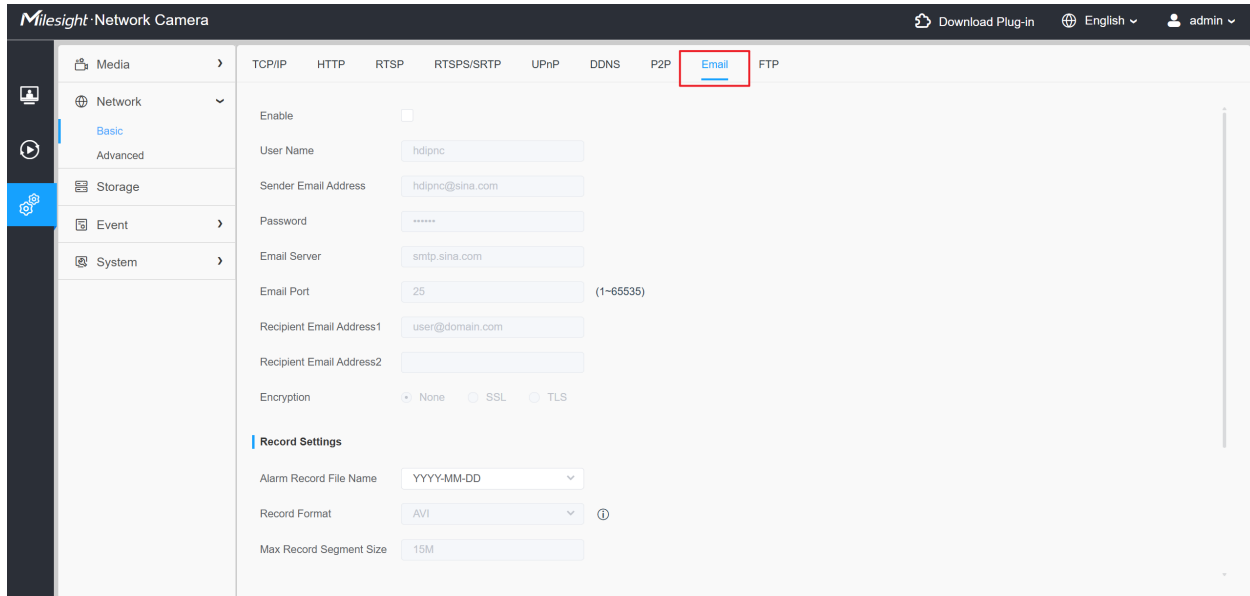 Milesight Network Camera
Download Plug-in
English
admin
Media
Network
Basic
Advanced
Storage
Event
System
TCP/IP HTTP RTSP RTSPS/SRTP UPnP DDNS P2P Email FTP
Enable
User Name hdipnc
Sender Email Address hdipnc@sina.com
Password ••••••
Email Server smtp.sina.com
Email Port 25 (1~65535)
Recipient Email Address1 user@domain.com
Recipient Email Address2
Encryption None SSL TLS
Record Settings
Alarm Record File Name YYYY-MM-DD
Record Format AVI
Max Record Segment Size 15M